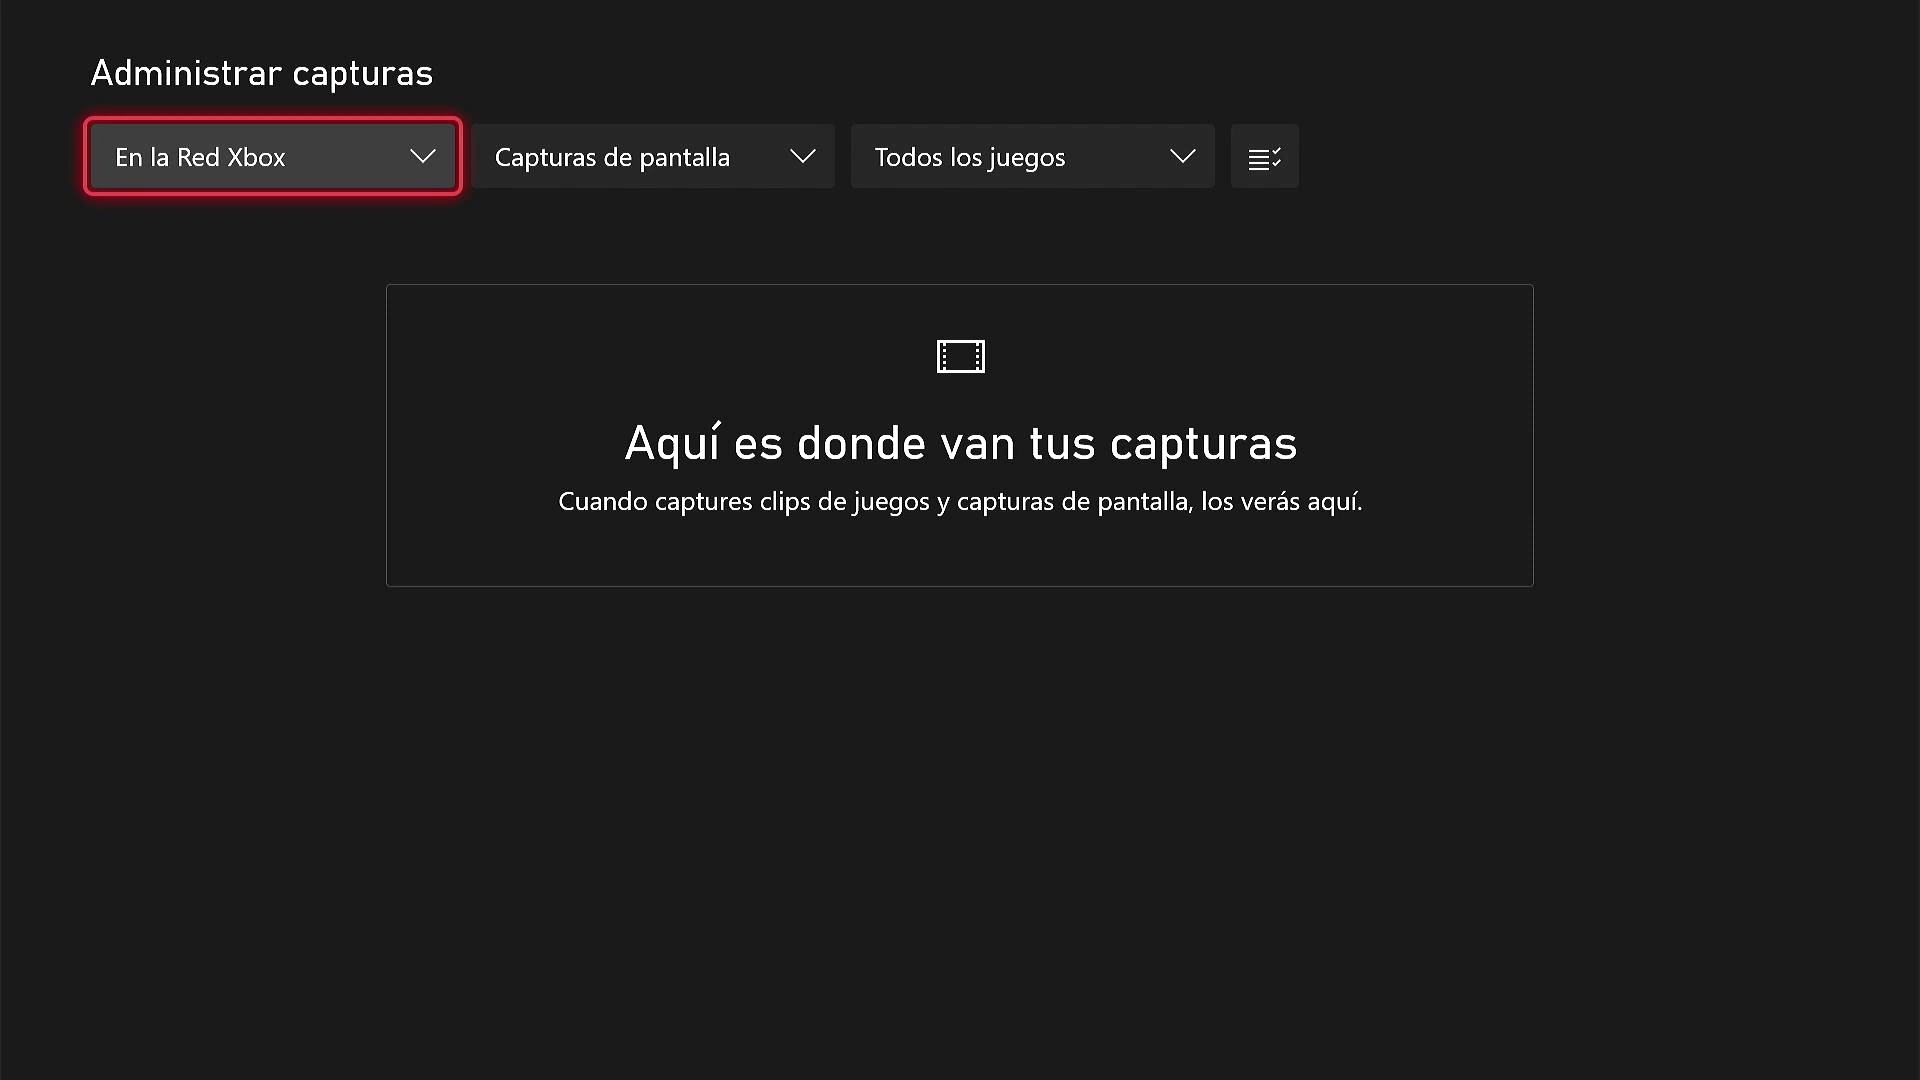 Administrar capturas
En la Red Xbox
Capturas de pantalla
Todos los juegos
Aquí es donde van tus capturas
Cuando captures clips de juegos y capturas de pantalla, los verás aquí.